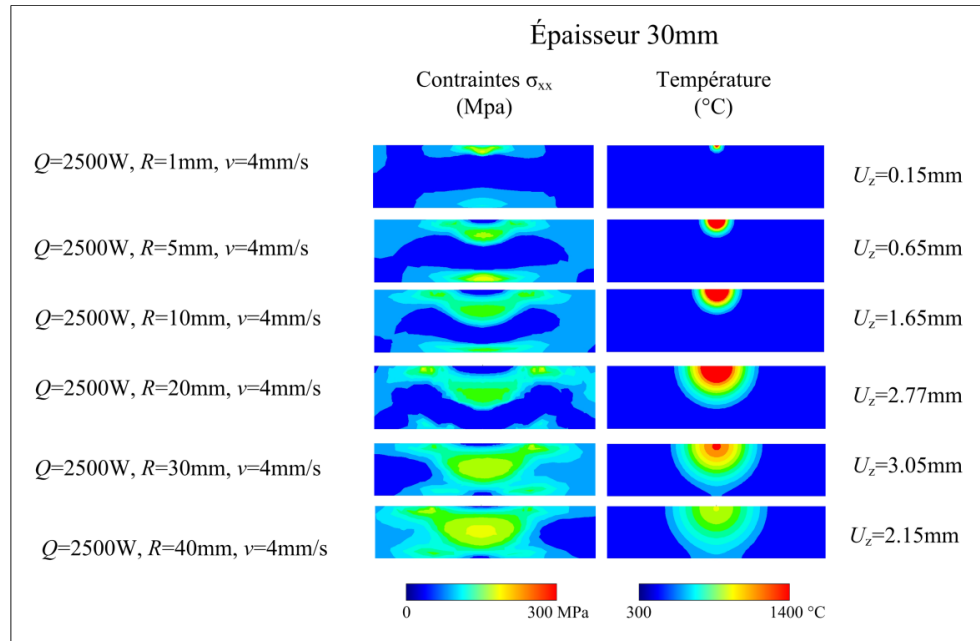 Épaisseur 30mm
Contraintes σxx
(Mpa)
Température
(°C)
Q=2500W, R=1mm, v=4mm/s
Uz=0.15mm
Q=2500W, R=5mm, v=4mm/s
Uz=0.65mm
Q=2500W, R=10mm, v=4mm/s
Uz=1.65mm
Q=2500W, R=20mm, v=4mm/s
Uz=2.77mm
Q=2500W, R=30mm, v=4mm/s
Uz=3.05mm
Q=2500W, R=40mm, v=4mm/s
Uz=2.15mm
0 300 MPa
300 1400 °C